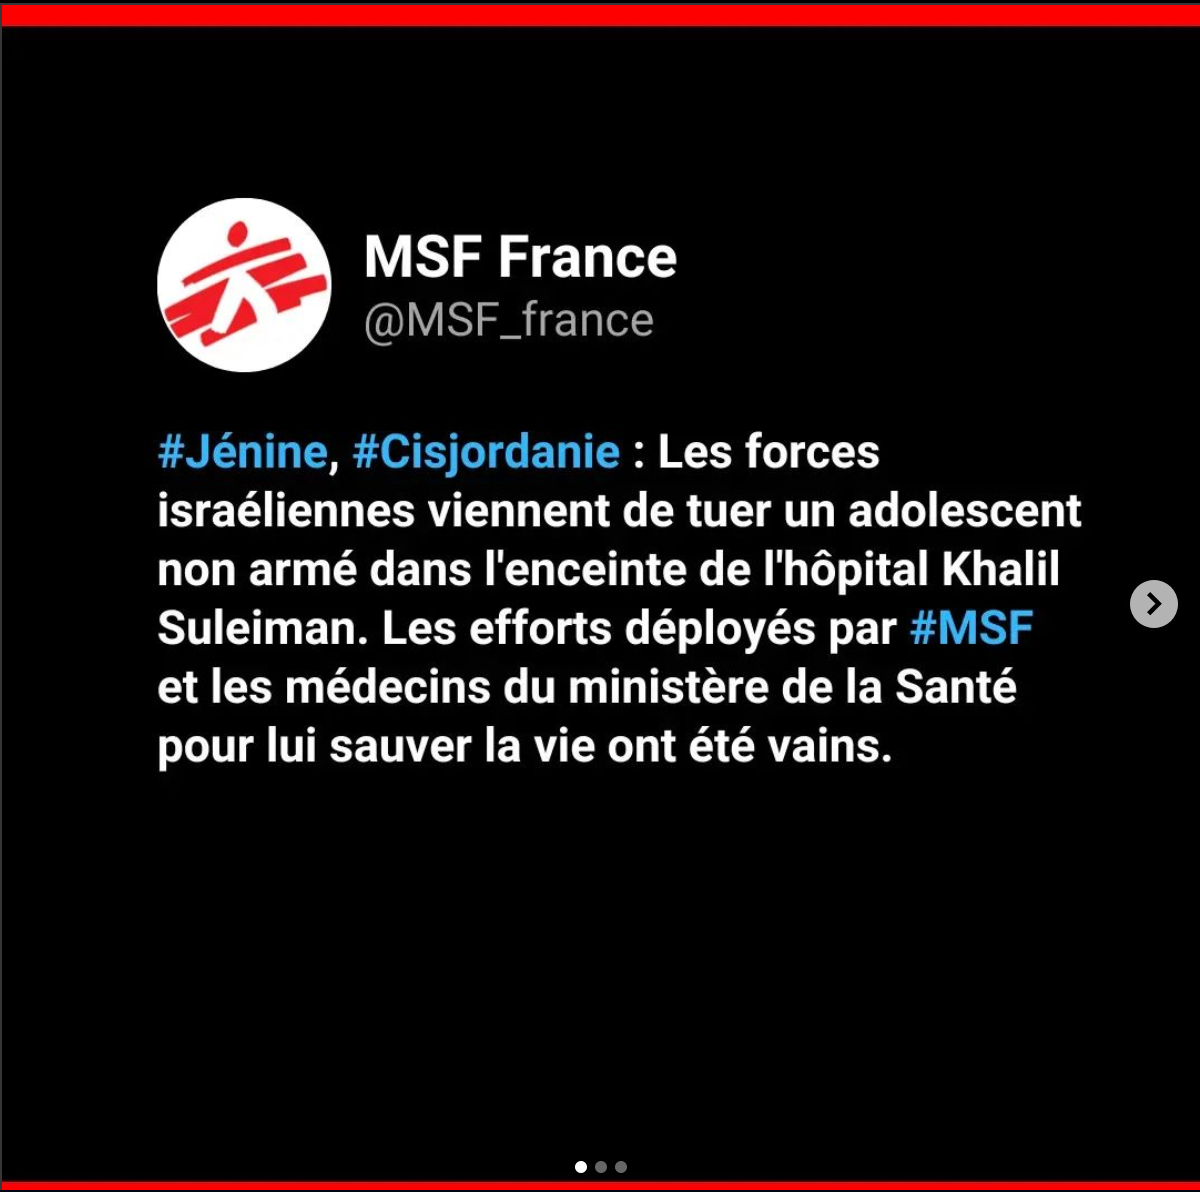 MSF France
@MSF_france
#Jénine, #Cisjordanie : Les forces
israéliennes viennent de tuer un adolescent
non armé dans l'enceinte de l'hôpital Khalil
Suleiman. Les efforts déployés par #MSF
et les médecins du ministère de la Santé
pour lui sauver la vie ont été vains.